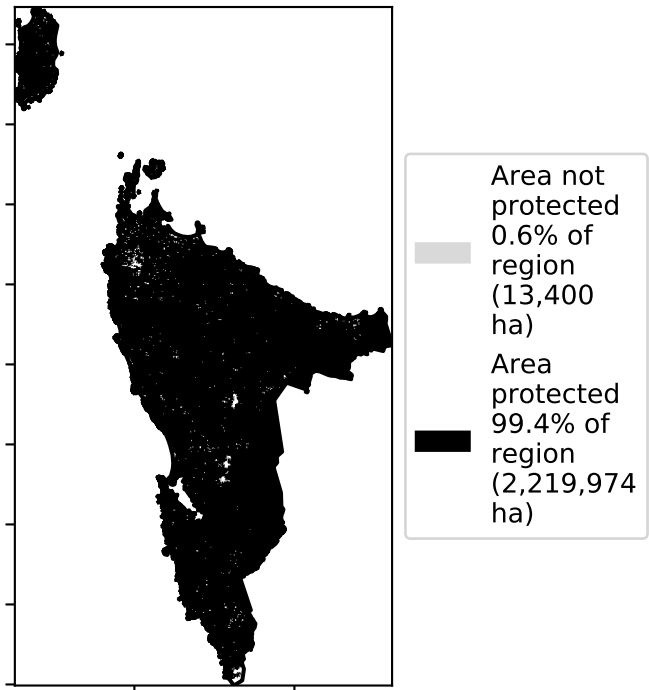 Area not
protected
0.6% of
region
(13,400
ha)
Area
protected
99.4% of
region
(2,219,974
ha)